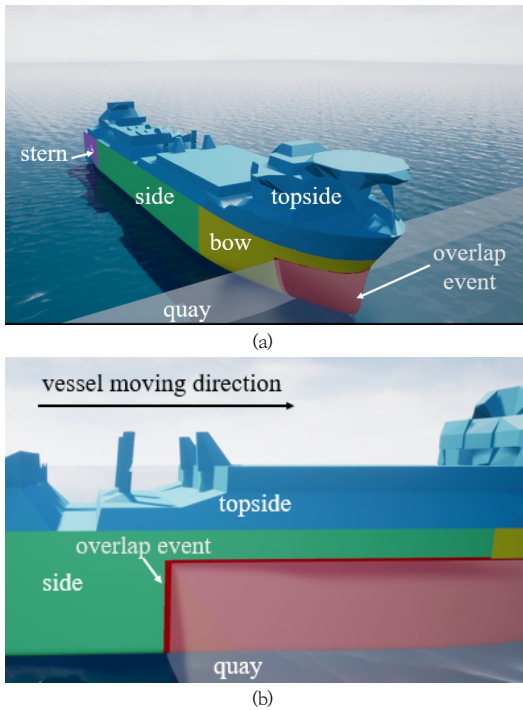 stern
side
topside
bow
overlap
event
quay
(a)
vessel moving direction
topside
overlap event
side
quay
(b)